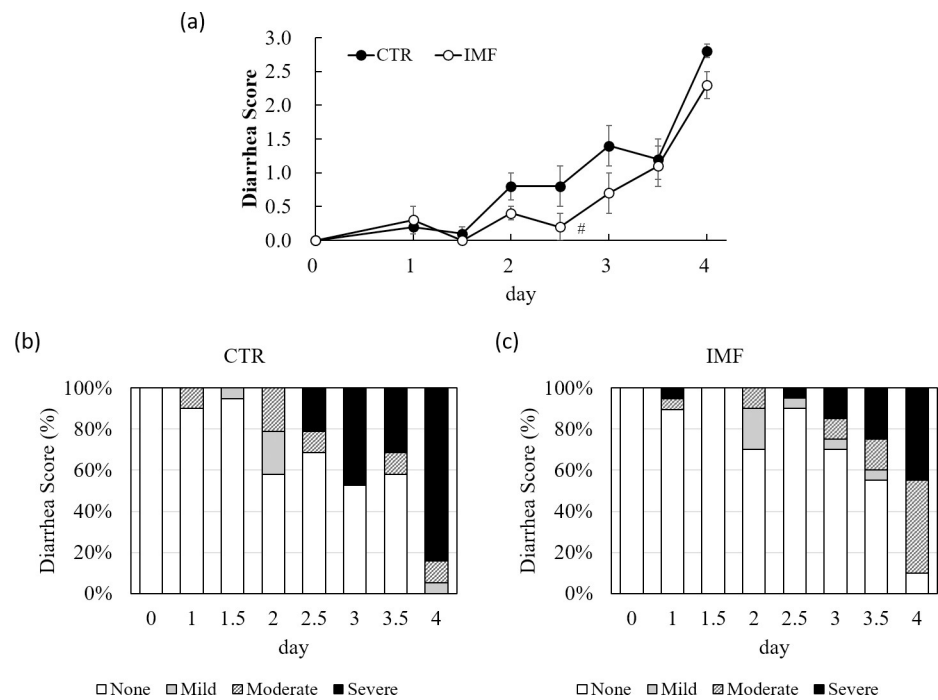 (a)
3.0
2.5
2.0
1.5
1.0
0.5
0.0
Diarrhea Score
CTR IMF
#
0 1 2 3 4
day
(b)
CTR
100%
80%
60%
40%
20%
0%
Diarrhea Score (%)
0 1 1.5 2 2.5 3 3.5 4
day
None Mild Moderate Severe
(c)
IMF
100%
80%
60%
40%
20%
0%
Diarrhea Score (%)
0 1 1.5 2 2.5 3 3.5 4
day
None Mild Moderate Severe